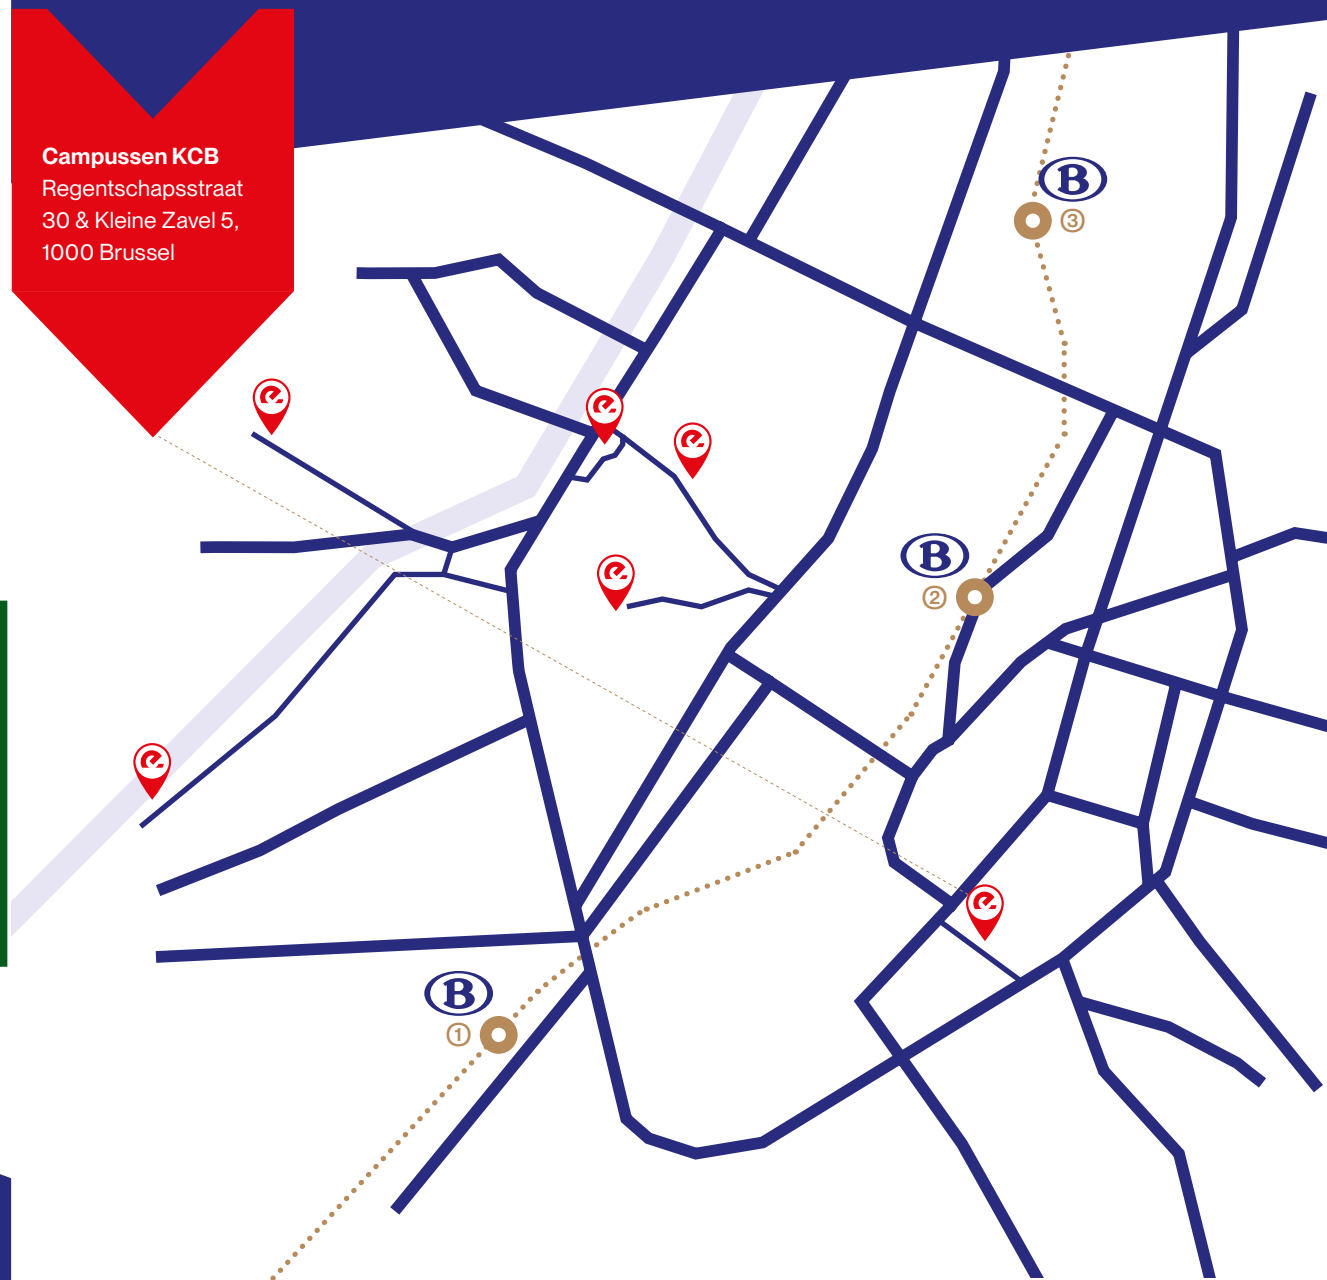 Campussen KCB
Regentschapsstraat
30 & Kleine Zavel 5,
1000 Brussel
B
3
B
2
B
1